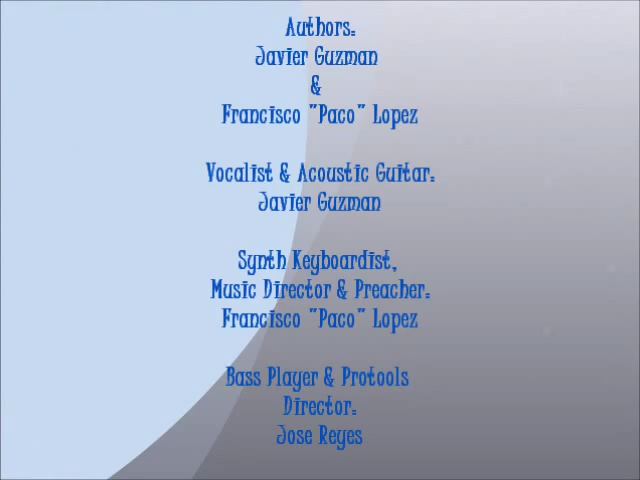 Authors:
Javier Guzman
&
Francisco "Paco" Lopez
Vocalist & Acoustic Guitar:
Javier Guzman
Synth Keyboardist,
Music Director & Preacher:
Francisco "Paco" Lopez
Bass Player & Protools
Director:
Jose Reyes